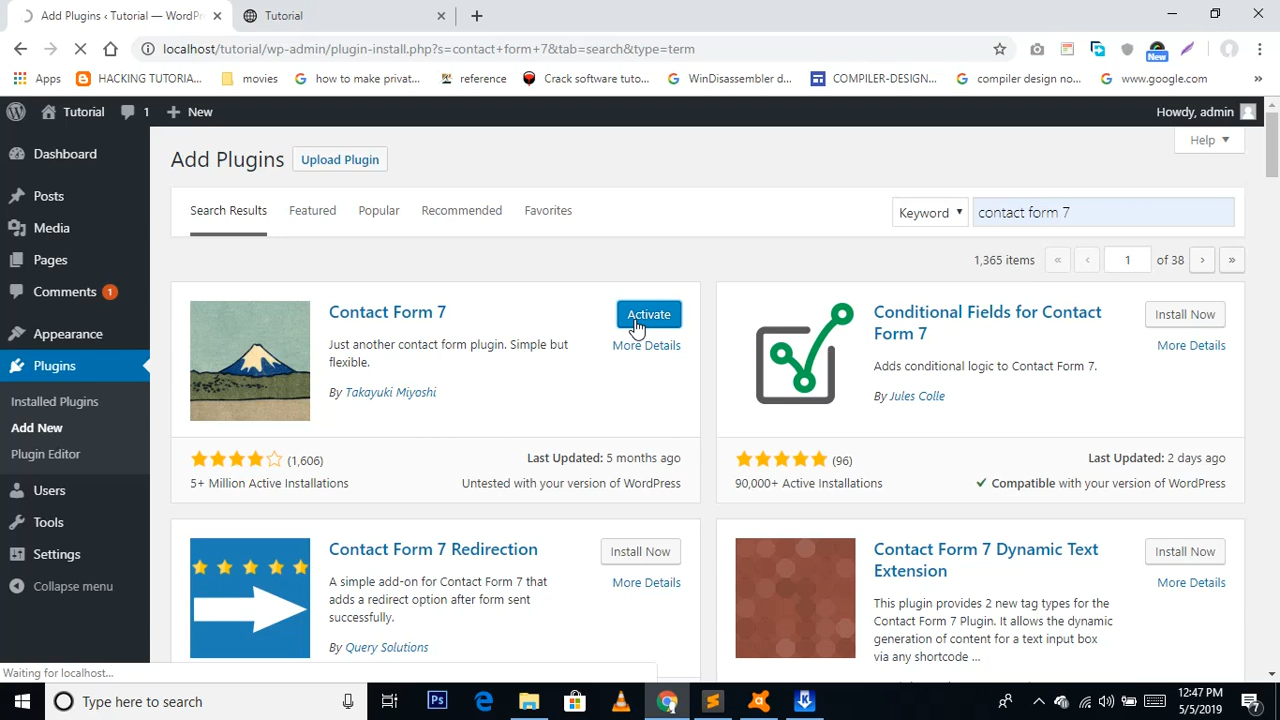 Add Plugins ‹ Tutorial — WordPr
Tutorial
localhost/tutorial/wp-admin/plugin-install.php?s=contact+form+7&tab=search&type=term
New
Apps
HACKING TUTORIA...
movies
how to make privat...
reference
Crack software tuto...
WinDisassembler d...
COMPILER-DESIGN...
compiler design no...
www.google.com
»
Tutorial
1
New
Howdy, admin
Dashboard
Posts
Media
Pages
Comments 1
Appearance
Plugins
Installed Plugins
Add New
Plugin Editor
Users
Tools
Settings
Collapse menu
Help
Add Plugins
Upload Plugin
Search Results
Featured
Popular
Recommended
Favorites
Keyword
contact form 7
1,365 items « ‹ 1 of 38 › »
Contact Form 7
Activate
More Details
Just another contact form plugin. Simple but
flexible.
By Takayuki Miyoshi
(1,606)
Last Updated: 5 months ago
5+ Million Active Installations
Untested with your version of WordPress
Conditional Fields for Contact
Form 7
Install Now
More Details
Adds conditional logic to Contact Form 7.
By Jules Colle
(96)
Last Updated: 2 days ago
90,000+ Active Installations
Compatible with your version of WordPress
Contact Form 7 Redirection
Install Now
More Details
A simple add-on for Contact Form 7 that
adds a redirect option after form sent
successfully.
By Query Solutions
Contact Form 7 Dynamic Text
Extension
Install Now
More Details
This plugin provides 2 new tag types for the
Contact Form 7 Plugin. It allows the dynamic
generation of content for a text input box
via any shortcode ...
Waiting for localhost...
Type here to search
Ps
12:47 PM
5/5/2019
7